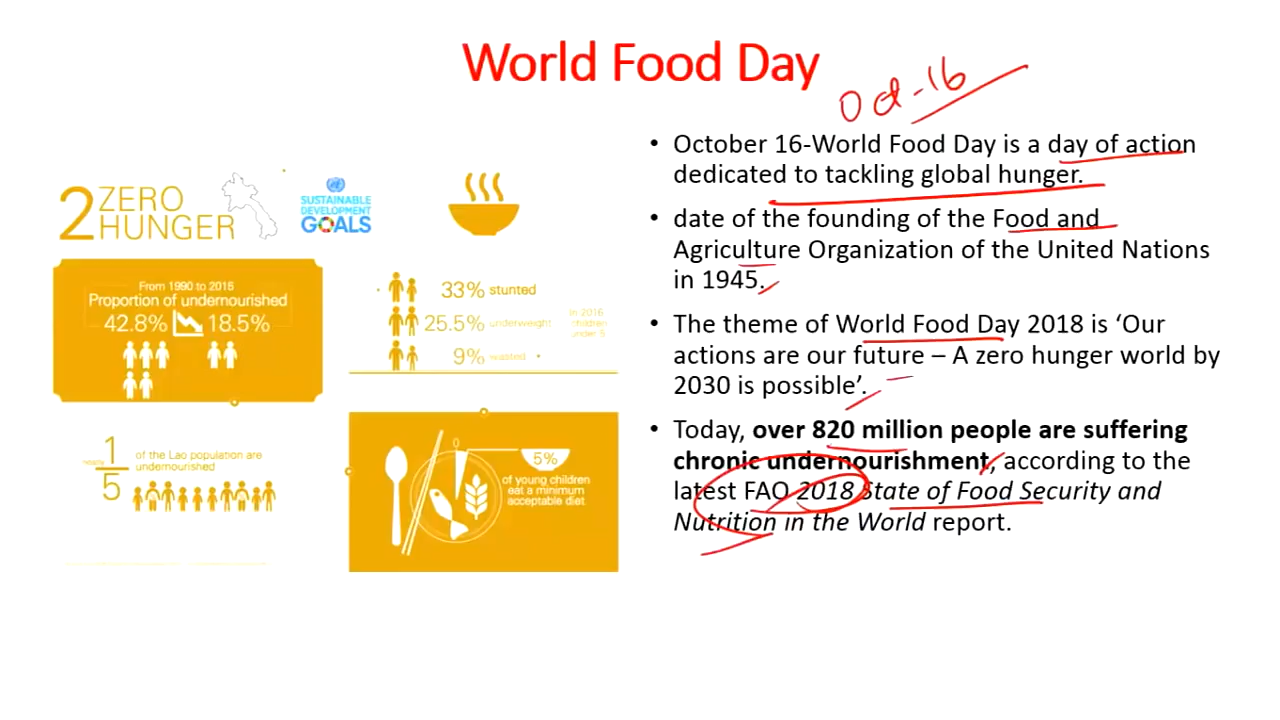 World Food Day
Oct-16
• October 16-World Food Day is a day of action
dedicated to tackling global hunger.
• date of the founding of the Food and
Agriculture Organization of the United Nations
in 1945.
• The theme of World Food Day 2018 is ‘Our
actions are our future – A zero hunger world by
2030 is possible’.
• Today, over 820 million people are suffering
chronic undernourishment, according to the
latest FAO 2018 State of Food Security and
Nutrition in the World report.
2 ZERO
HUNGER
SUSTAINABLE
DEVELOPMENT
GOALS
From 1990 to 2016
Proportion of undernourished
42.8% 18.5%
33% stunted
25.5% underweight
9% wasted
In 2016
children
under 5
Nearly 1/5
of the Lao population are
undernourished
5%
of young children
eat a minimum
acceptable diet